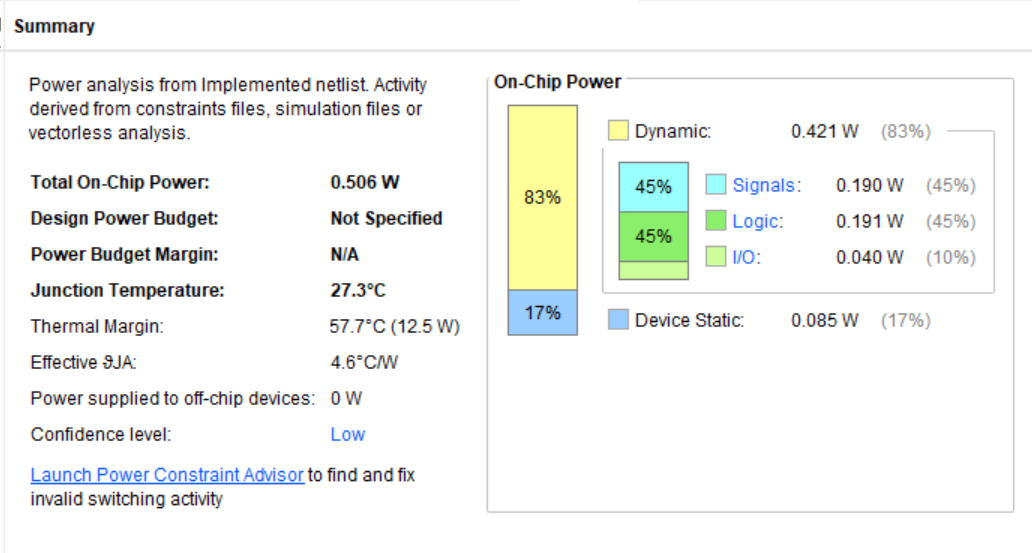 Summary
Power analysis from Implemented netlist. Activity
derived from constraints files, simulation files or
vectorless analysis.
Total On-Chip Power: 0.506 W
Design Power Budget: Not Specified
Power Budget Margin: N/A
Junction Temperature: 27.3°C
Thermal Margin: 57.7°C (12.5 W)
Effective ϑJA: 4.6°C/W
Power supplied to off-chip devices: 0 W
Confidence level: Low
Launch Power Constraint Advisor to find and fix
invalid switching activity
On-Chip Power
83%
17%
Dynamic: 0.421 W (83%)
45%
45%
Signals: 0.190 W (45%)
Logic: 0.191 W (45%)
I/O: 0.040 W (10%)
Device Static: 0.085 W (17%)